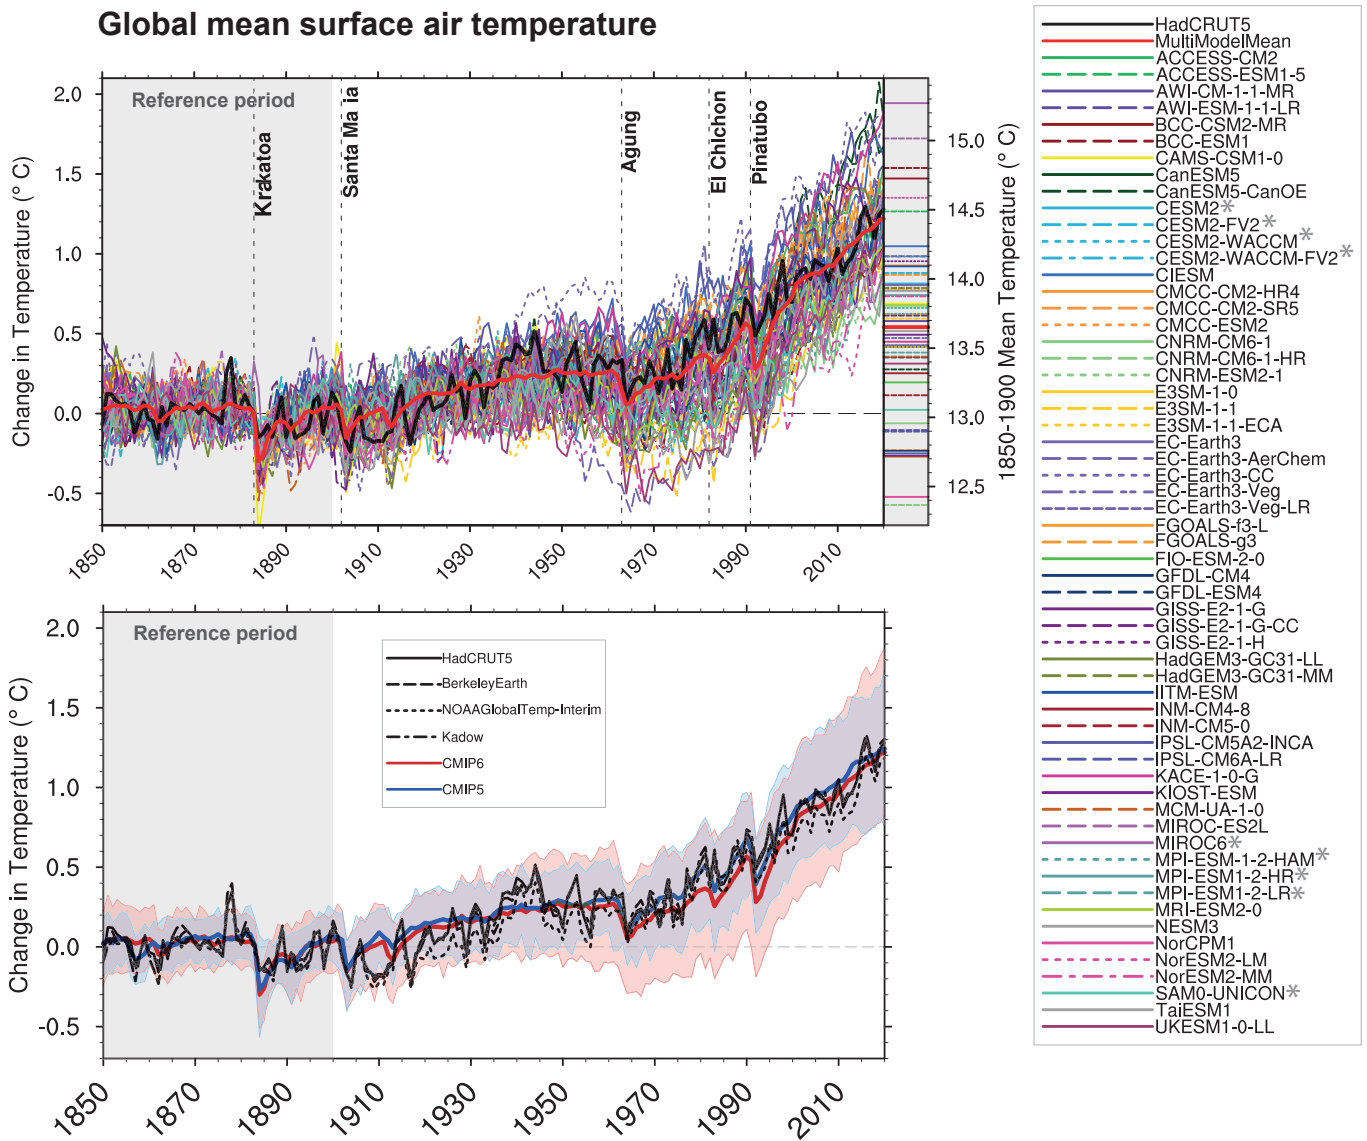 Global mean surface air temperature
Reference period
Krakatoa
Santa Ma ia
Agung
El Chichon
Pinatubo
Change in Temperature (° C)
2.0
1.5
1.0
0.5
0.0
-0.5
1850
1870
1890
1910
1930
1950
1970
1990
2010
15.0
14.5
14.0
13.5
13.0
12.5
1850-1900 Mean Temperature (° C)
Reference period
HadCRUT5
BerkeleyEarth
NOAAGlobalTemp-Interim
Kadow
CMIP6
CMIP5
Change in Temperature (° C)
2.0
1.5
1.0
0.5
0.0
-0.5
1850
1870
1890
1910
1930
1950
1970
1990
2010
HadCRUT5
MultiModelMean
ACCESS-CM2
ACCESS-ESM1-5
AWI-CM-1-1-MR
AWI-ESM-1-1-LR
BCC-CSM2-MR
BCC-ESM1
CAMS-CSM1-0
CanESM5
CanESM5-CanOE
CESM2*
CESM2-FV2*
CESM2-WACCM*
CESM2-WACCM-FV2*
CIESM
CMCC-CM2-HR4
CMCC-CM2-SR5
CMCC-ESM2
CNRM-CM6-1
CNRM-CM6-1-HR
CNRM-ESM2-1
E3SM-1-0
E3SM-1-1
E3SM-1-1-ECA
EC-Earth3
EC-Earth3-AerChem
EC-Earth3-CC
EC-Earth3-Veg
EC-Earth3-Veg-LR
FGOALS-f3-L
FGOALS-g3
FIO-ESM-2-0
GFDL-CM4
GFDL-ESM4
GISS-E2-1-G
GISS-E2-1-G-CC
GISS-E2-1-H
HadGEM3-GC31-LL
HadGEM3-GC31-MM
IITM-ESM
INM-CM4-8
INM-CM5-0
IPSL-CM5A2-INCA
IPSL-CM6A-LR
KACE-1-0-G
KIOST-ESM
MCM-UA-1-0
MIROC-ES2L
MIROC6*
MPI-ESM-1-2-HAM*
MPI-ESM1-2-HR*
MPI-ESM1-2-LR*
MRI-ESM2-0
NESM3
NorCPM1
NorESM2-LM
NorESM2-MM
SAM0-UNICON*
TaiESM1
UKESM1-0-LL